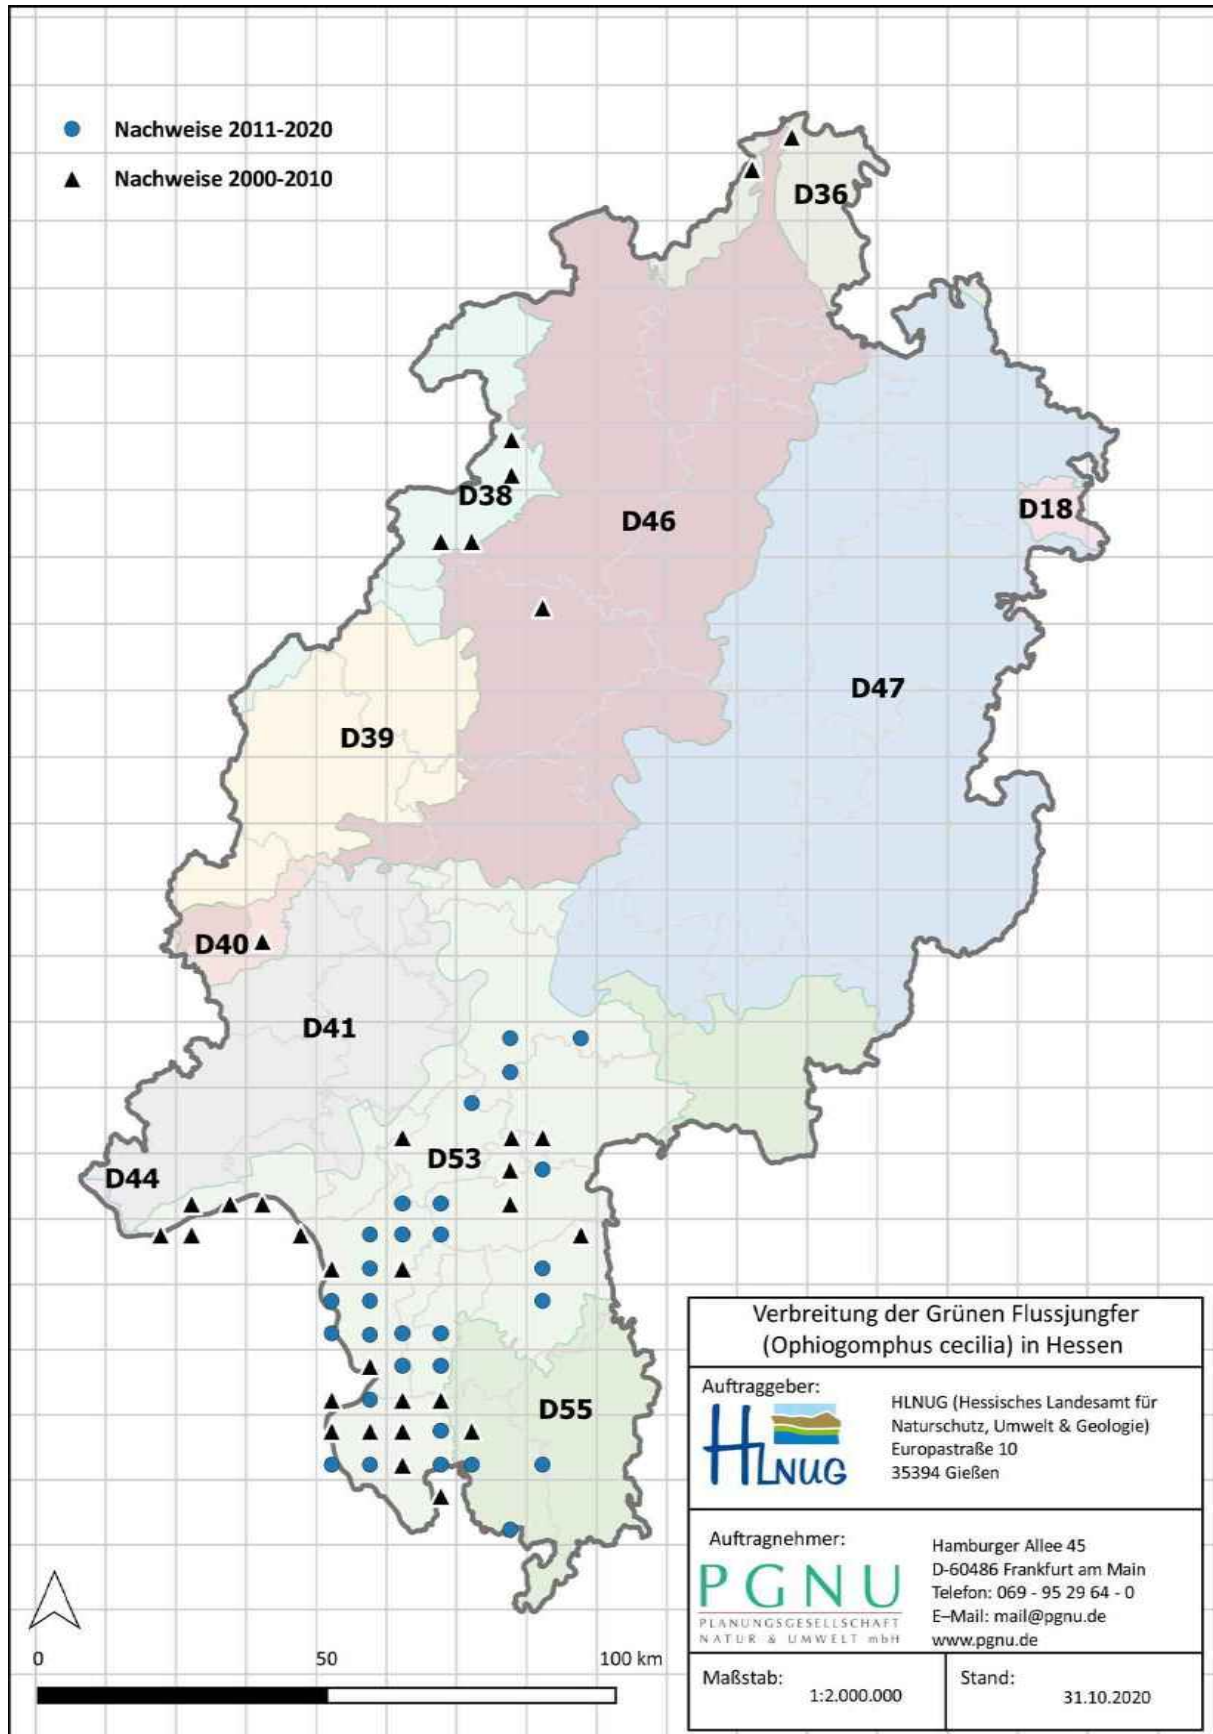 Nachweise 2011-2020
Nachweise 2000-2010
D36
D38
D46
D18
D47
D39
D40
D41
D53
D44
D55
Verbreitung der Grünen Flussjungfer
(Ophiogomphus cecilia) in Hessen
Auftraggeber:
HLNUG
HLNUG (Hessisches Landesamt für
Naturschutz, Umwelt & Geologie)
Europastraße 10
35394 Gießen
Auftragnehmer:
PGNU
PLANUNGSGESELLSCHAFT
NATUR & UMWELT mbH
Hamburger Allee 45
D-60486 Frankfurt am Main
Telefon: 069 - 95 29 64 - 0
E–Mail: mail@pgnu.de
www.pgnu.de
Maßstab:
1:2.000.000
Stand:
31.10.2020
0 50 100 km